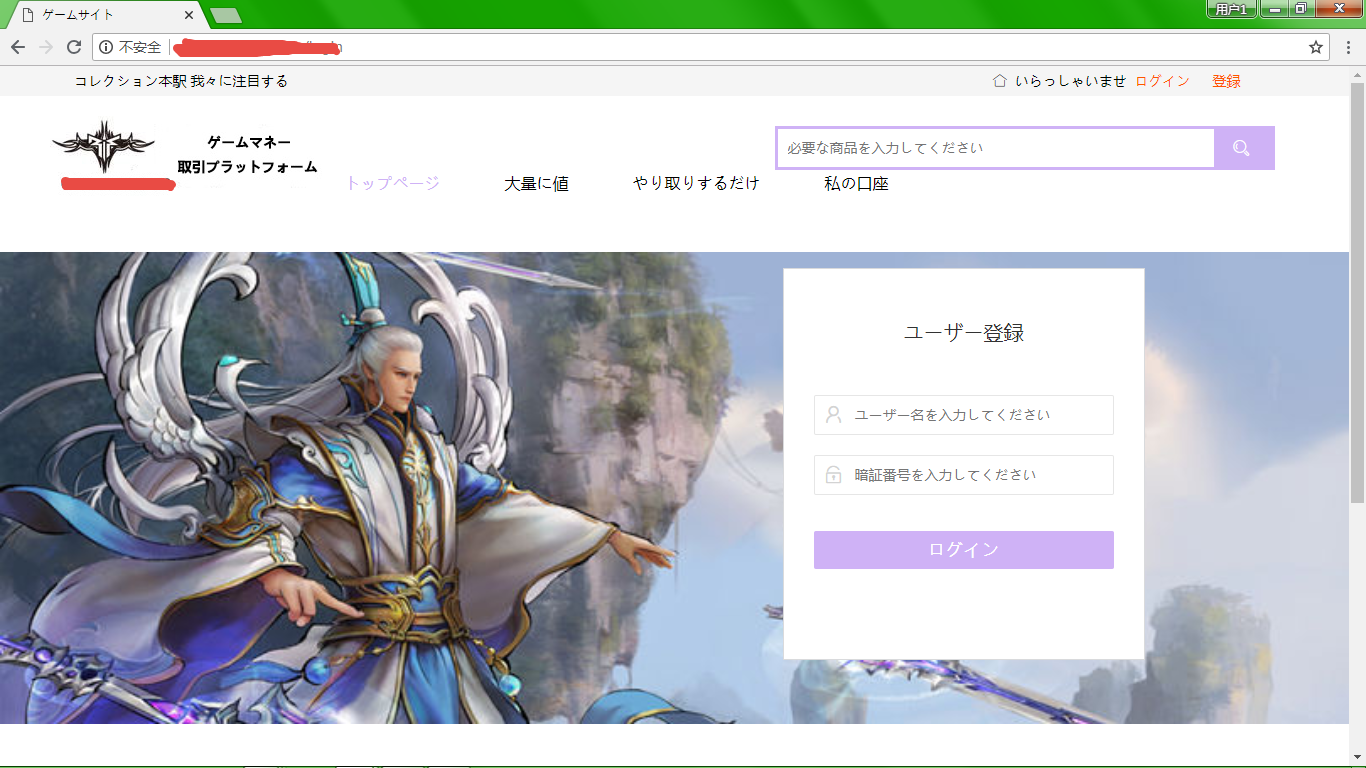 ゲームサイト
用户1
不安全
コレクション本駅 我々に注目する
いらっしゃいませ ログイン 登録
ゲームマネー
取引プラットフォーム
必要な商品を入力してください
トップページ 大量に値 やり取りするだけ 私の口座
ユーザー登録
ユーザー名を入力してください
暗証番号を入力してください
ログイン